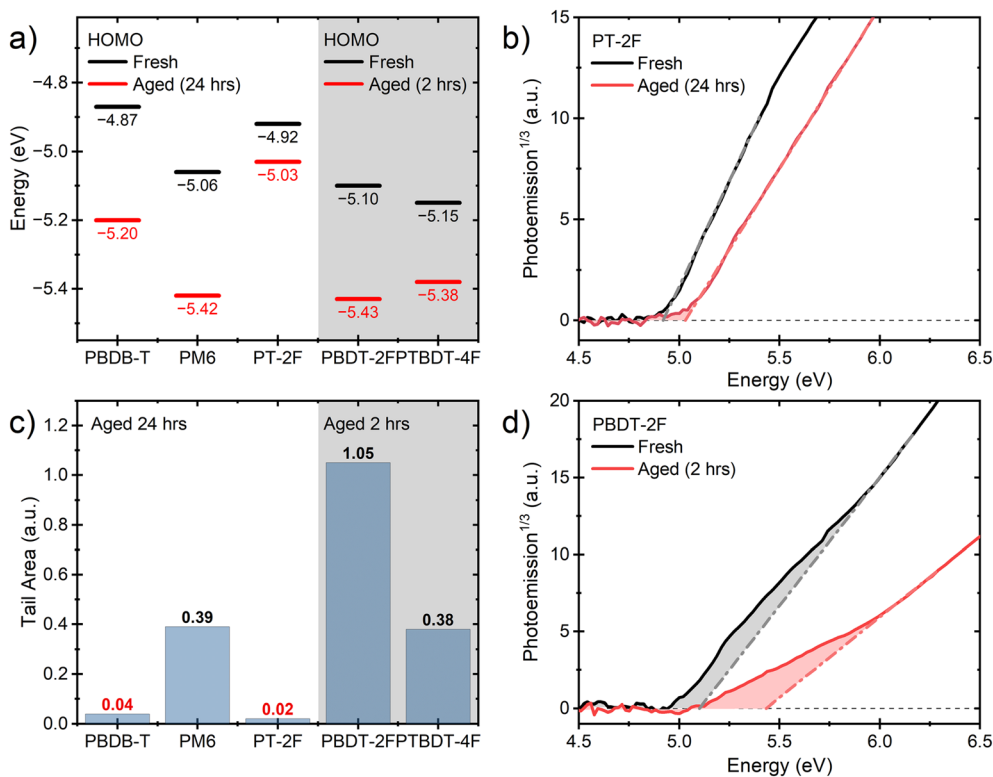 a)
HOMO
Fresh
Aged (24 hrs)
HOMO
Fresh
Aged (2 hrs)
Energy (eV)
−4.8
−5.0
−5.2
−5.4
−4.87
−5.20
−5.06
−5.42
−4.92
−5.03
−5.10
−5.43
−5.15
−5.38
PBDB-T PM6 PT-2F PBDT-2F PTBDT-4F
b)
PT-2F
Fresh
Aged (24 hrs)
Photoemission1/3 (a.u.)
15
10
5
0
4.5 5.0 5.5 6.0 6.5
Energy (eV)
c)
Aged 24 hrs
Aged 2 hrs
Tail Area (a.u.)
1.2
1.0
0.8
0.6
0.4
0.2
0.0
0.04
0.39
0.02
1.05
0.38
PBDB-T PM6 PT-2F PBDT-2F PTBDT-4F
d)
PBDT-2F
Fresh
Aged (2 hrs)
Photoemission1/3 (a.u.)
20
15
10
5
0
4.5 5.0 5.5 6.0 6.5
Energy (eV)